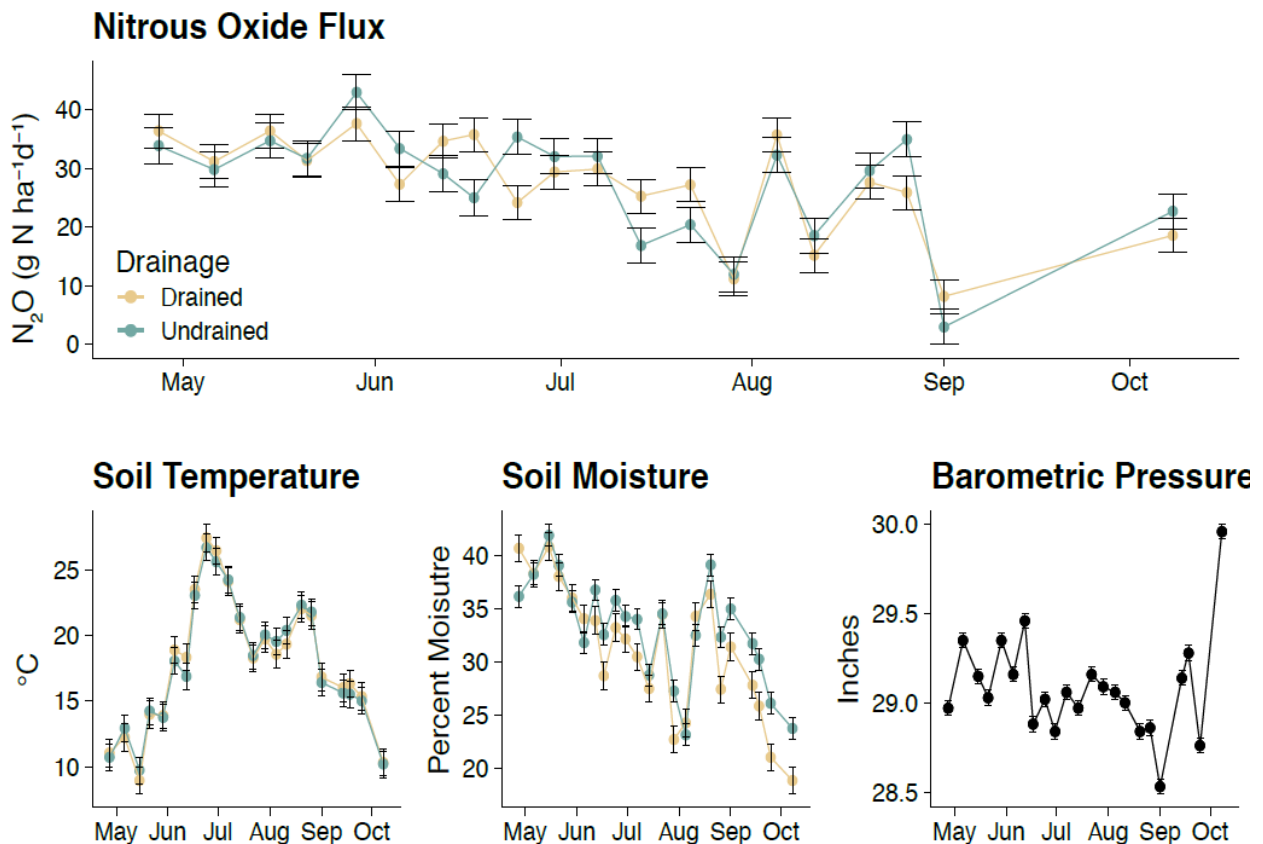 Nitrous Oxide Flux
N₂O (g N ha⁻¹d⁻¹)
40
30
20
10
0
Drainage
Drained
Undrained
May Jun Jul Aug Sep Oct
Soil Temperature
°C
25
20
15
10
May Jun Jul Aug Sep Oct
Soil Moisture
Percent Moisutre
40
35
30
25
20
May Jun Jul Aug Sep Oct
Barometric Pressure
Inches
30.0
29.5
29.0
28.5
May Jun Jul Aug Sep Oct